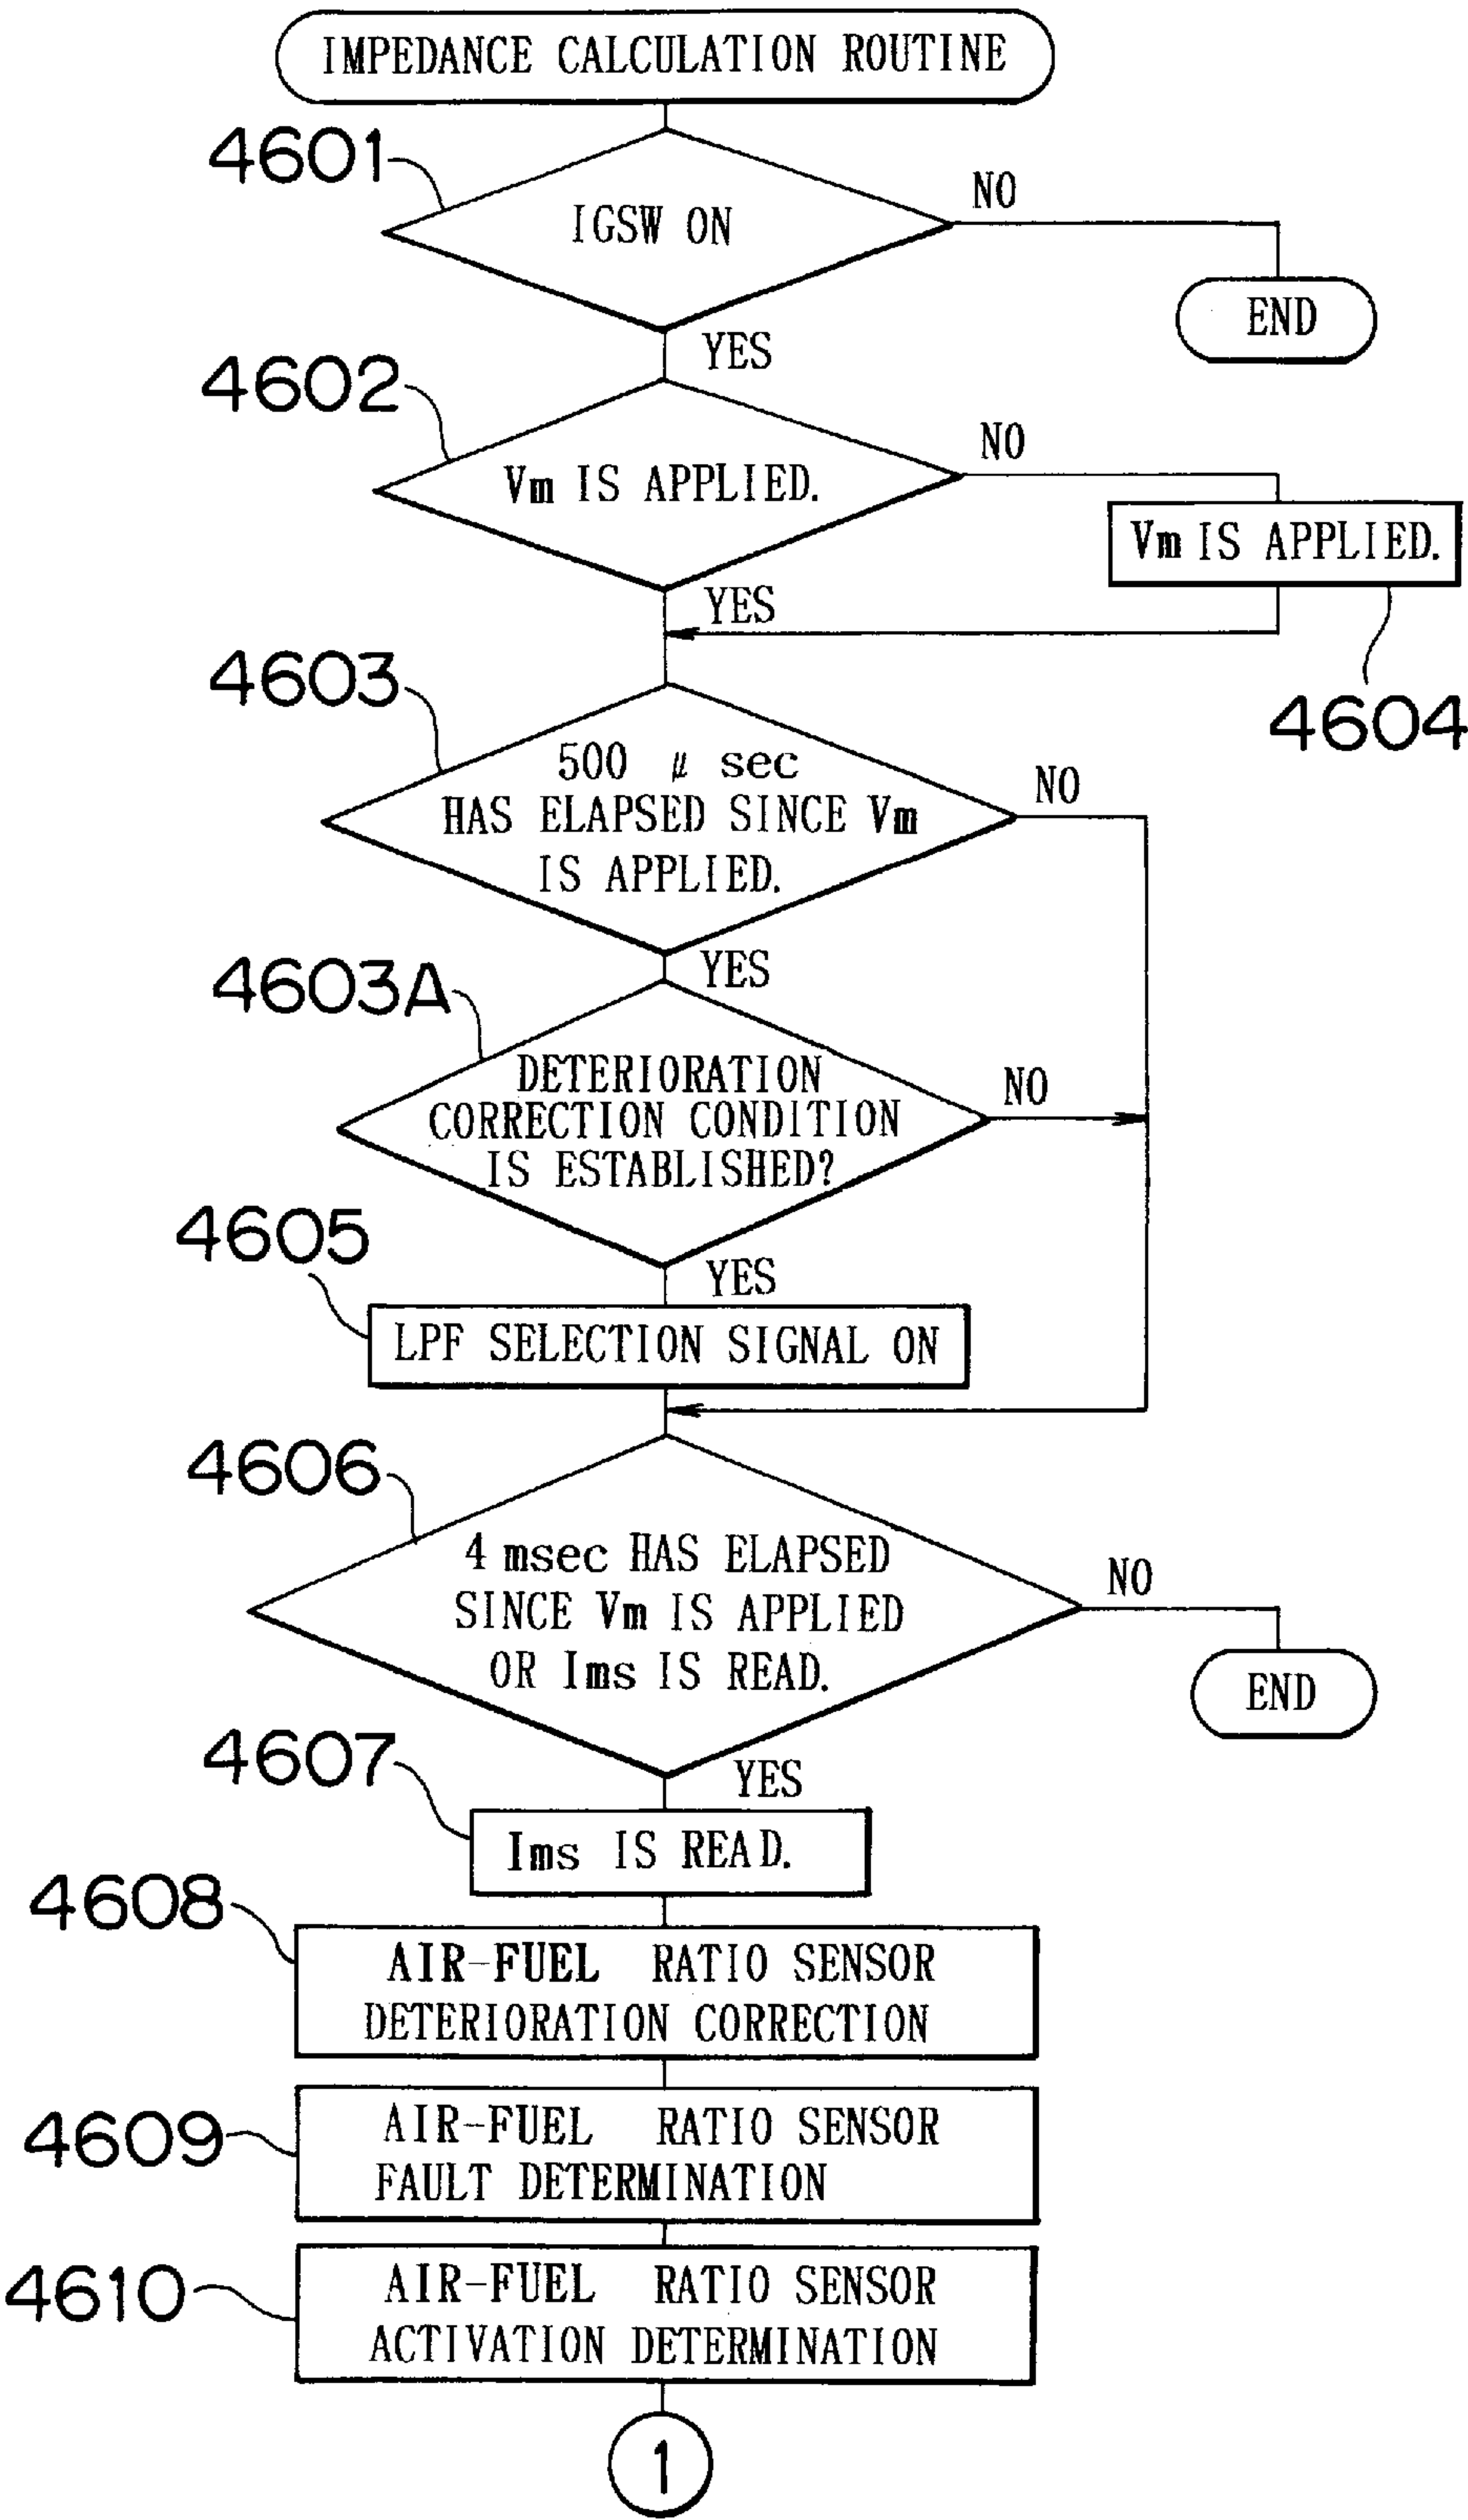 IMPEDANCE CALCULATION ROUTINE
4601
IGSW ON
NO
END
YES
4602
Vm IS APPLIED.
NO
Vm IS APPLIED.
4604
YES
4603
500 μ sec
HAS ELAPSED SINCE Vm
IS APPLIED.
NO
YES
4603A
DETERIORATION
CORRECTION CONDITION
IS ESTABLISHED?
NO
YES
4605
LPF SELECTION SIGNAL ON
4606
4 msec HAS ELAPSED
SINCE Vm IS APPLIED
OR Ims IS READ.
NO
END
YES
4607
Ims IS READ.
4608
AIR-FUEL RATIO SENSOR
DETERIORATION CORRECTION
4609
AIR-FUEL RATIO SENSOR
FAULT DETERMINATION
4610
AIR-FUEL RATIO SENSOR
ACTIVATION DETERMINATION
1